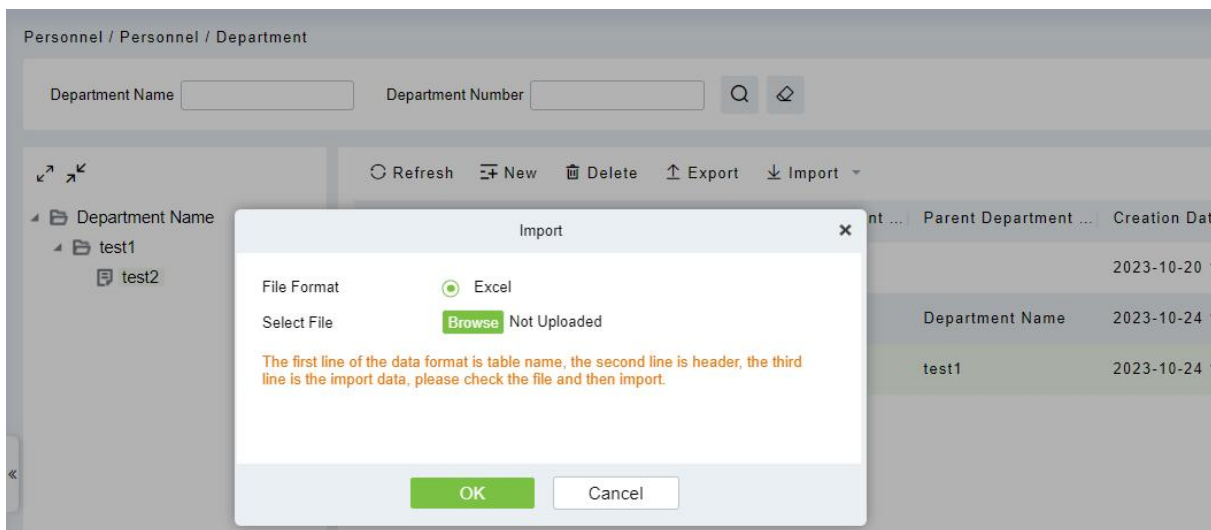 Personnel / Personnel / Department
Department Name
Department Number
Refresh New Delete Export Import
Department Name
test1
test2
nt ... Parent Department ... Creation Dat
2023-10-20
Department Name 2023-10-24
test1 2023-10-24
Import
File Format Excel
Select File Browse Not Uploaded
The first line of the data format is table name, the second line is header, the third
line is the import data, please check the file and then import.
OK Cancel